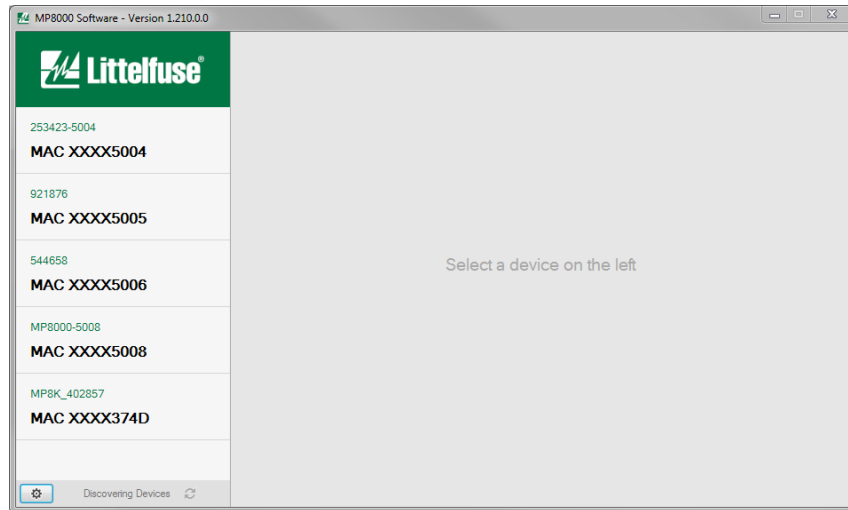 MP8000 Software - Version 1.210.0.0
Littelfuse®
253423-5004
MAC XXXX5004
921876
MAC XXXX5005
544658
MAC XXXX5006
MP8000-5008
MAC XXXX5008
MP8K_402857
MAC XXXX374D
Discovering Devices
Select a device on the left